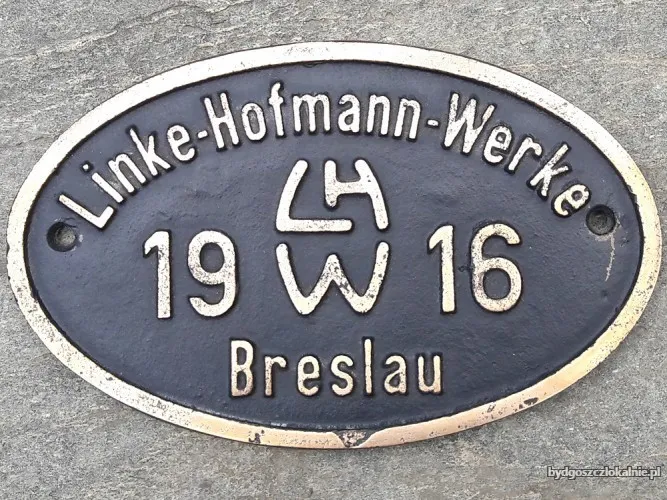 Linke-Hofmann-Werke
LH
19 W 16
Breslau
bydgoszczlokalnie.pl